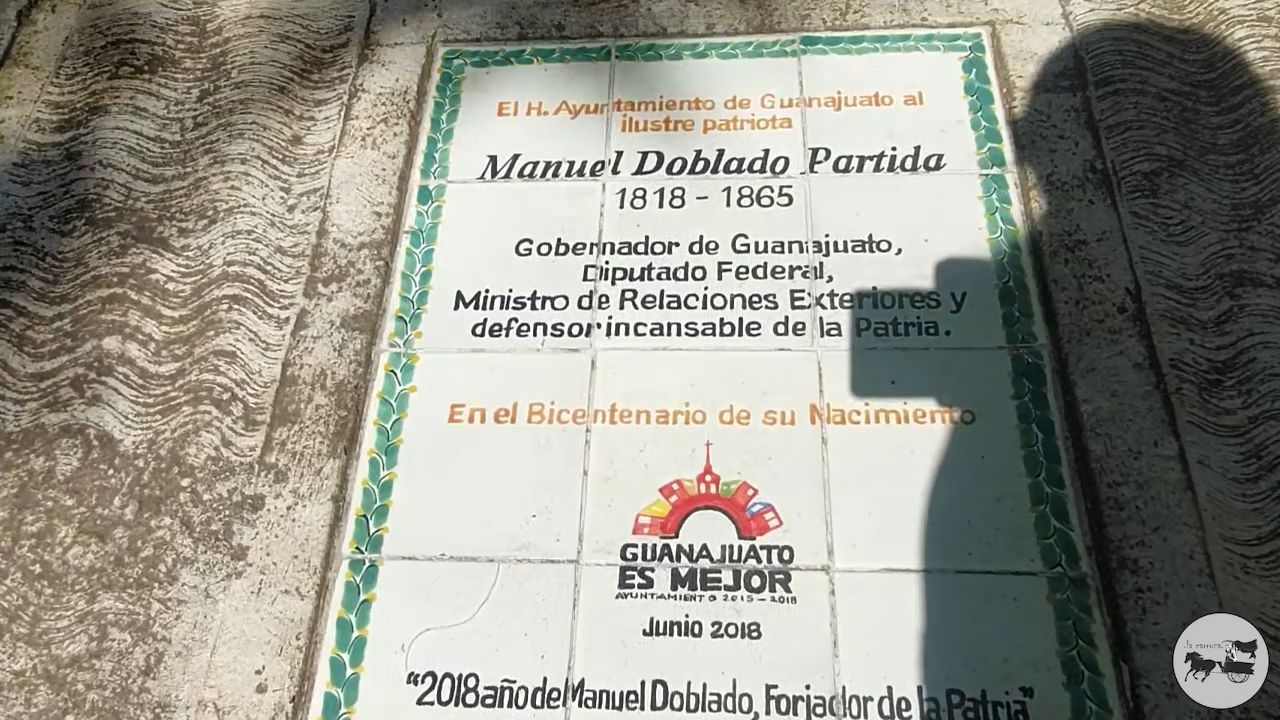 El H. Ayuntamiento de Guanajuato al
ilustre patriota
Manuel Doblado Partida
1818 - 1865
Gobernador de Guanajuato,
Diputado Federal,
Ministro de Relaciones Exteriores y
defensor incansable de la Patria.
En el Bicentenario de su Nacimiento
GUANAJUATO
ES MEJOR
AYUNTAMIENTO 2015 - 2018
Junio 2018
"2018 año del Manuel Doblado, Forjador de la Patria"